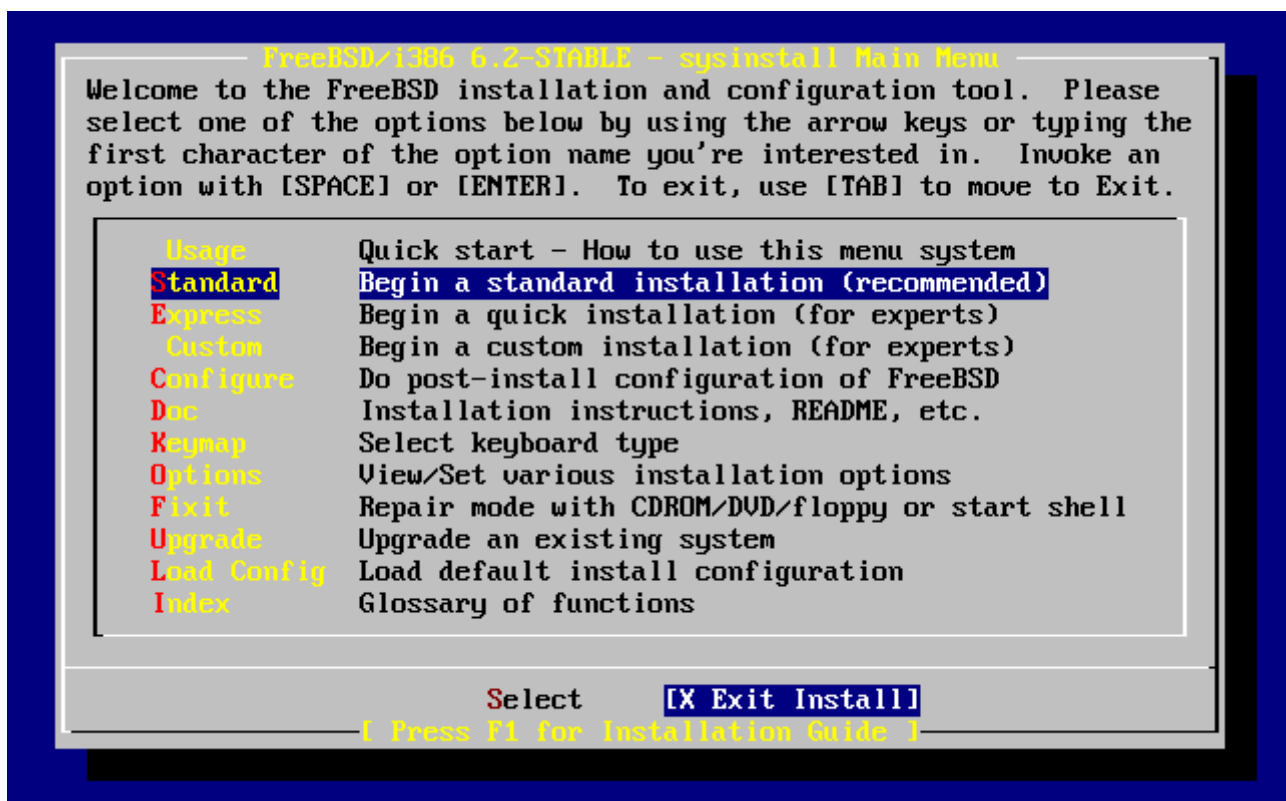 FreeBSD/i386 6.2-STABLE - sysinstall Main Menu
Welcome to the FreeBSD installation and configuration tool.  Please
select one of the options below by using the arrow keys or typing the
first character of the option name you're interested in.  Invoke an
option with [SPACE] or [ENTER].  To exit, use [TAB] to move to Exit.
Usage Quick start - How to use this menu system
Standard Begin a standard installation (recommended)
Express Begin a quick installation (for experts)
Custom Begin a custom installation (for experts)
Configure Do post-install configuration of FreeBSD
Doc Installation instructions, README, etc.
Keymap Select keyboard type
Options View/Set various installation options
Fixit Repair mode with CDROM/DVD/floppy or start shell
Upgrade Upgrade an existing system
Load Config Load default install configuration
Index Glossary of functions
Select [X Exit Install]
[ Press F1 for Installation Guide ]